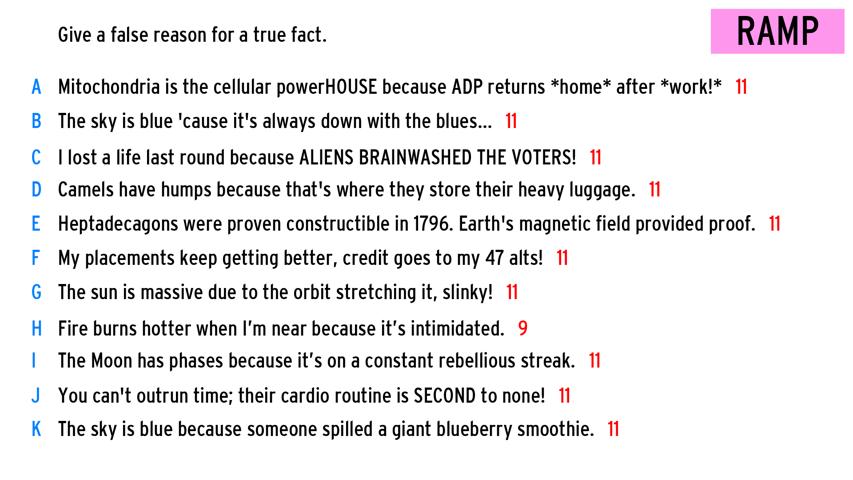 Give a false reason for a true fact.
RAMP
A Mitochondria is the cellular powerHOUSE because ADP returns *home* after *work!* 11
B The sky is blue 'cause it's always down with the blues... 11
C I lost a life last round because ALIENS BRAINWASHED THE VOTERS! 11
D Camels have humps because that's where they store their heavy luggage. 11
E Heptadecagons were proven constructible in 1796. Earth's magnetic field provided proof. 11
F My placements keep getting better, credit goes to my 47 alts! 11
G The sun is massive due to the orbit stretching it, slinky! 11
H Fire burns hotter when I’m near because it’s intimidated. 9
I The Moon has phases because it’s on a constant rebellious streak. 11
J You can't outrun time; their cardio routine is SECOND to none! 11
K The sky is blue because someone spilled a giant blueberry smoothie. 11